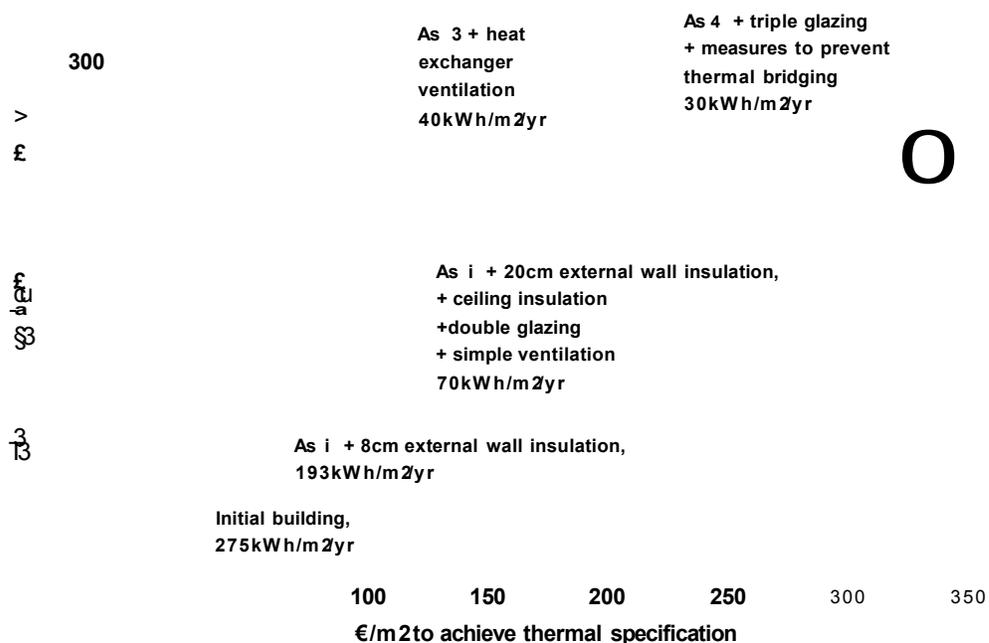 300
As 3 + heat
exchanger
ventilation
40kWh/m2/yr
As 4 + triple glazing
+ measures to prevent
thermal bridging
30kWh/m2/yr
>
£
O
£
As i + 20cm external wall insulation,
+ ceiling insulation
+double glazing
+ simple ventilation
70kWh/m2/yr
As i + 8cm external wall insulation,
193kWh/m2/yr
Initial building,
275kWh/m2/yr
100 150 200 250 300 350
€/m2to achieve thermal specification